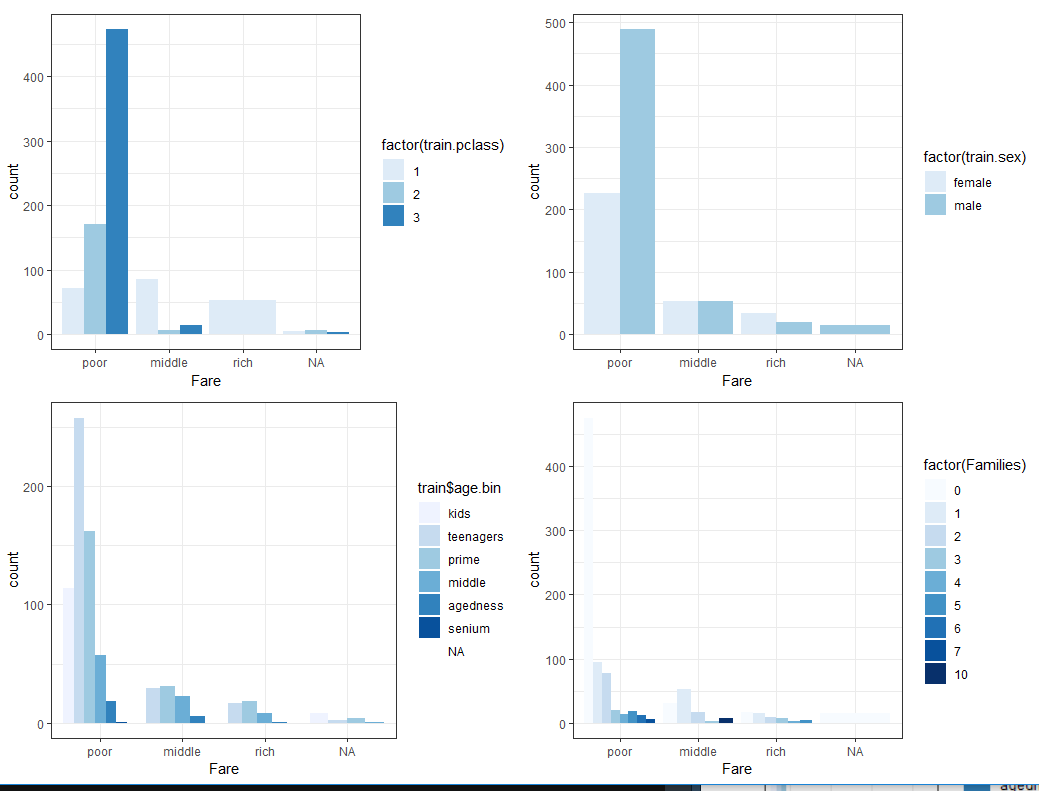 400
300
200
100
0
count
poor middle rich NA
Fare
factor(train.pclass)
1
2
3
500
400
300
200
100
0
count
poor middle rich NA
Fare
factor(train.sex)
female
male
200
100
0
count
poor middle rich NA
Fare
train$age.bin
kids
teenagers
prime
middle
agedness
senium
NA
400
300
200
100
0
count
poor middle rich NA
Fare
factor(Families)
0
1
2
3
4
5
6
7
10